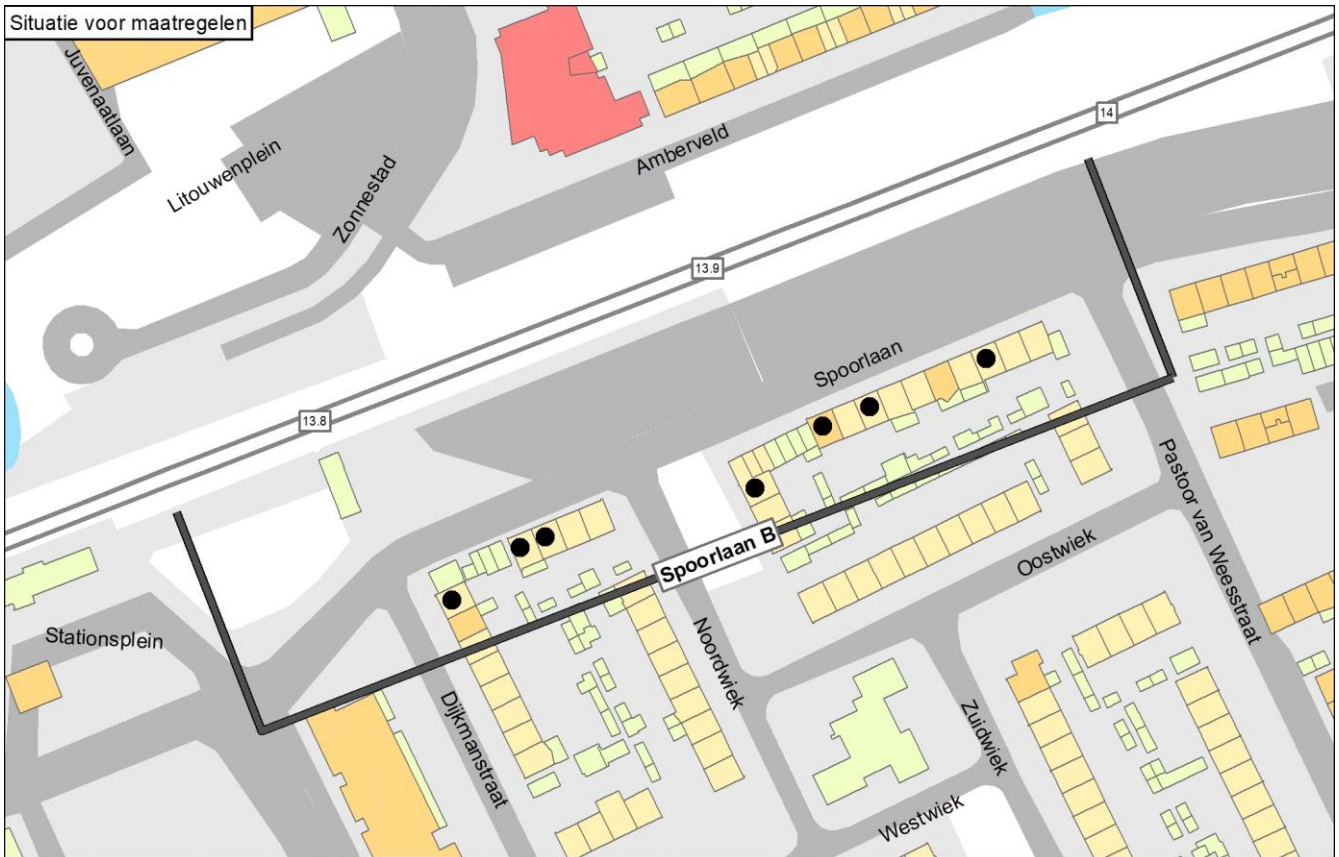 Situatie voor maatregelen
Juvenaatlaan
Litouwenplein
Zonnestad
Amberveld
14
13.9
13.8
Spoorlaan
Spoorlaan B
Stationsplein
Dijkmanstraat
Noordwiek
Oostwiek
Pastoor van Weesstraat
Zuidwiek
Westwiek